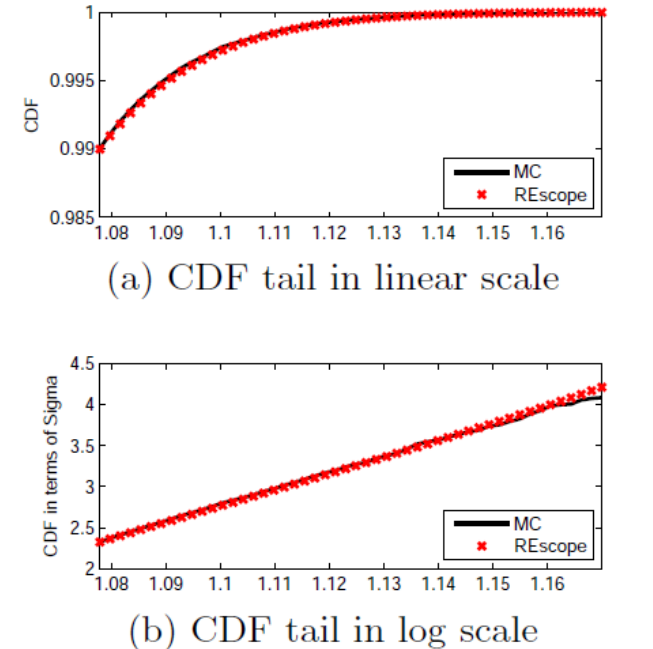 1
0.995
0.99
0.985
CDF
MC
REscope
1.08 1.09 1.1 1.11 1.12 1.13 1.14 1.15 1.16
(a) CDF tail in linear scale
4.5
4
3.5
3
2.5
2
CDF in terms of Sigma
MC
REscope
1.08 1.09 1.1 1.11 1.12 1.13 1.14 1.15 1.16
(b) CDF tail in log scale